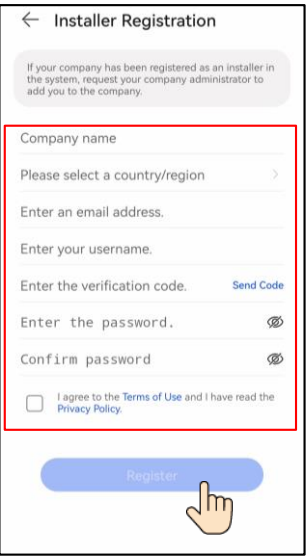 Installer Registration
If your company has been registered as an installer in
the system, request your company administrator to
add you to the company.
Company name
Please select a country/region
Enter an email address.
Enter your username.
Enter the verification code. Send Code
Enter the password.
Confirm password
I agree to the Terms of Use and I have read the
Privacy Policy.
Register